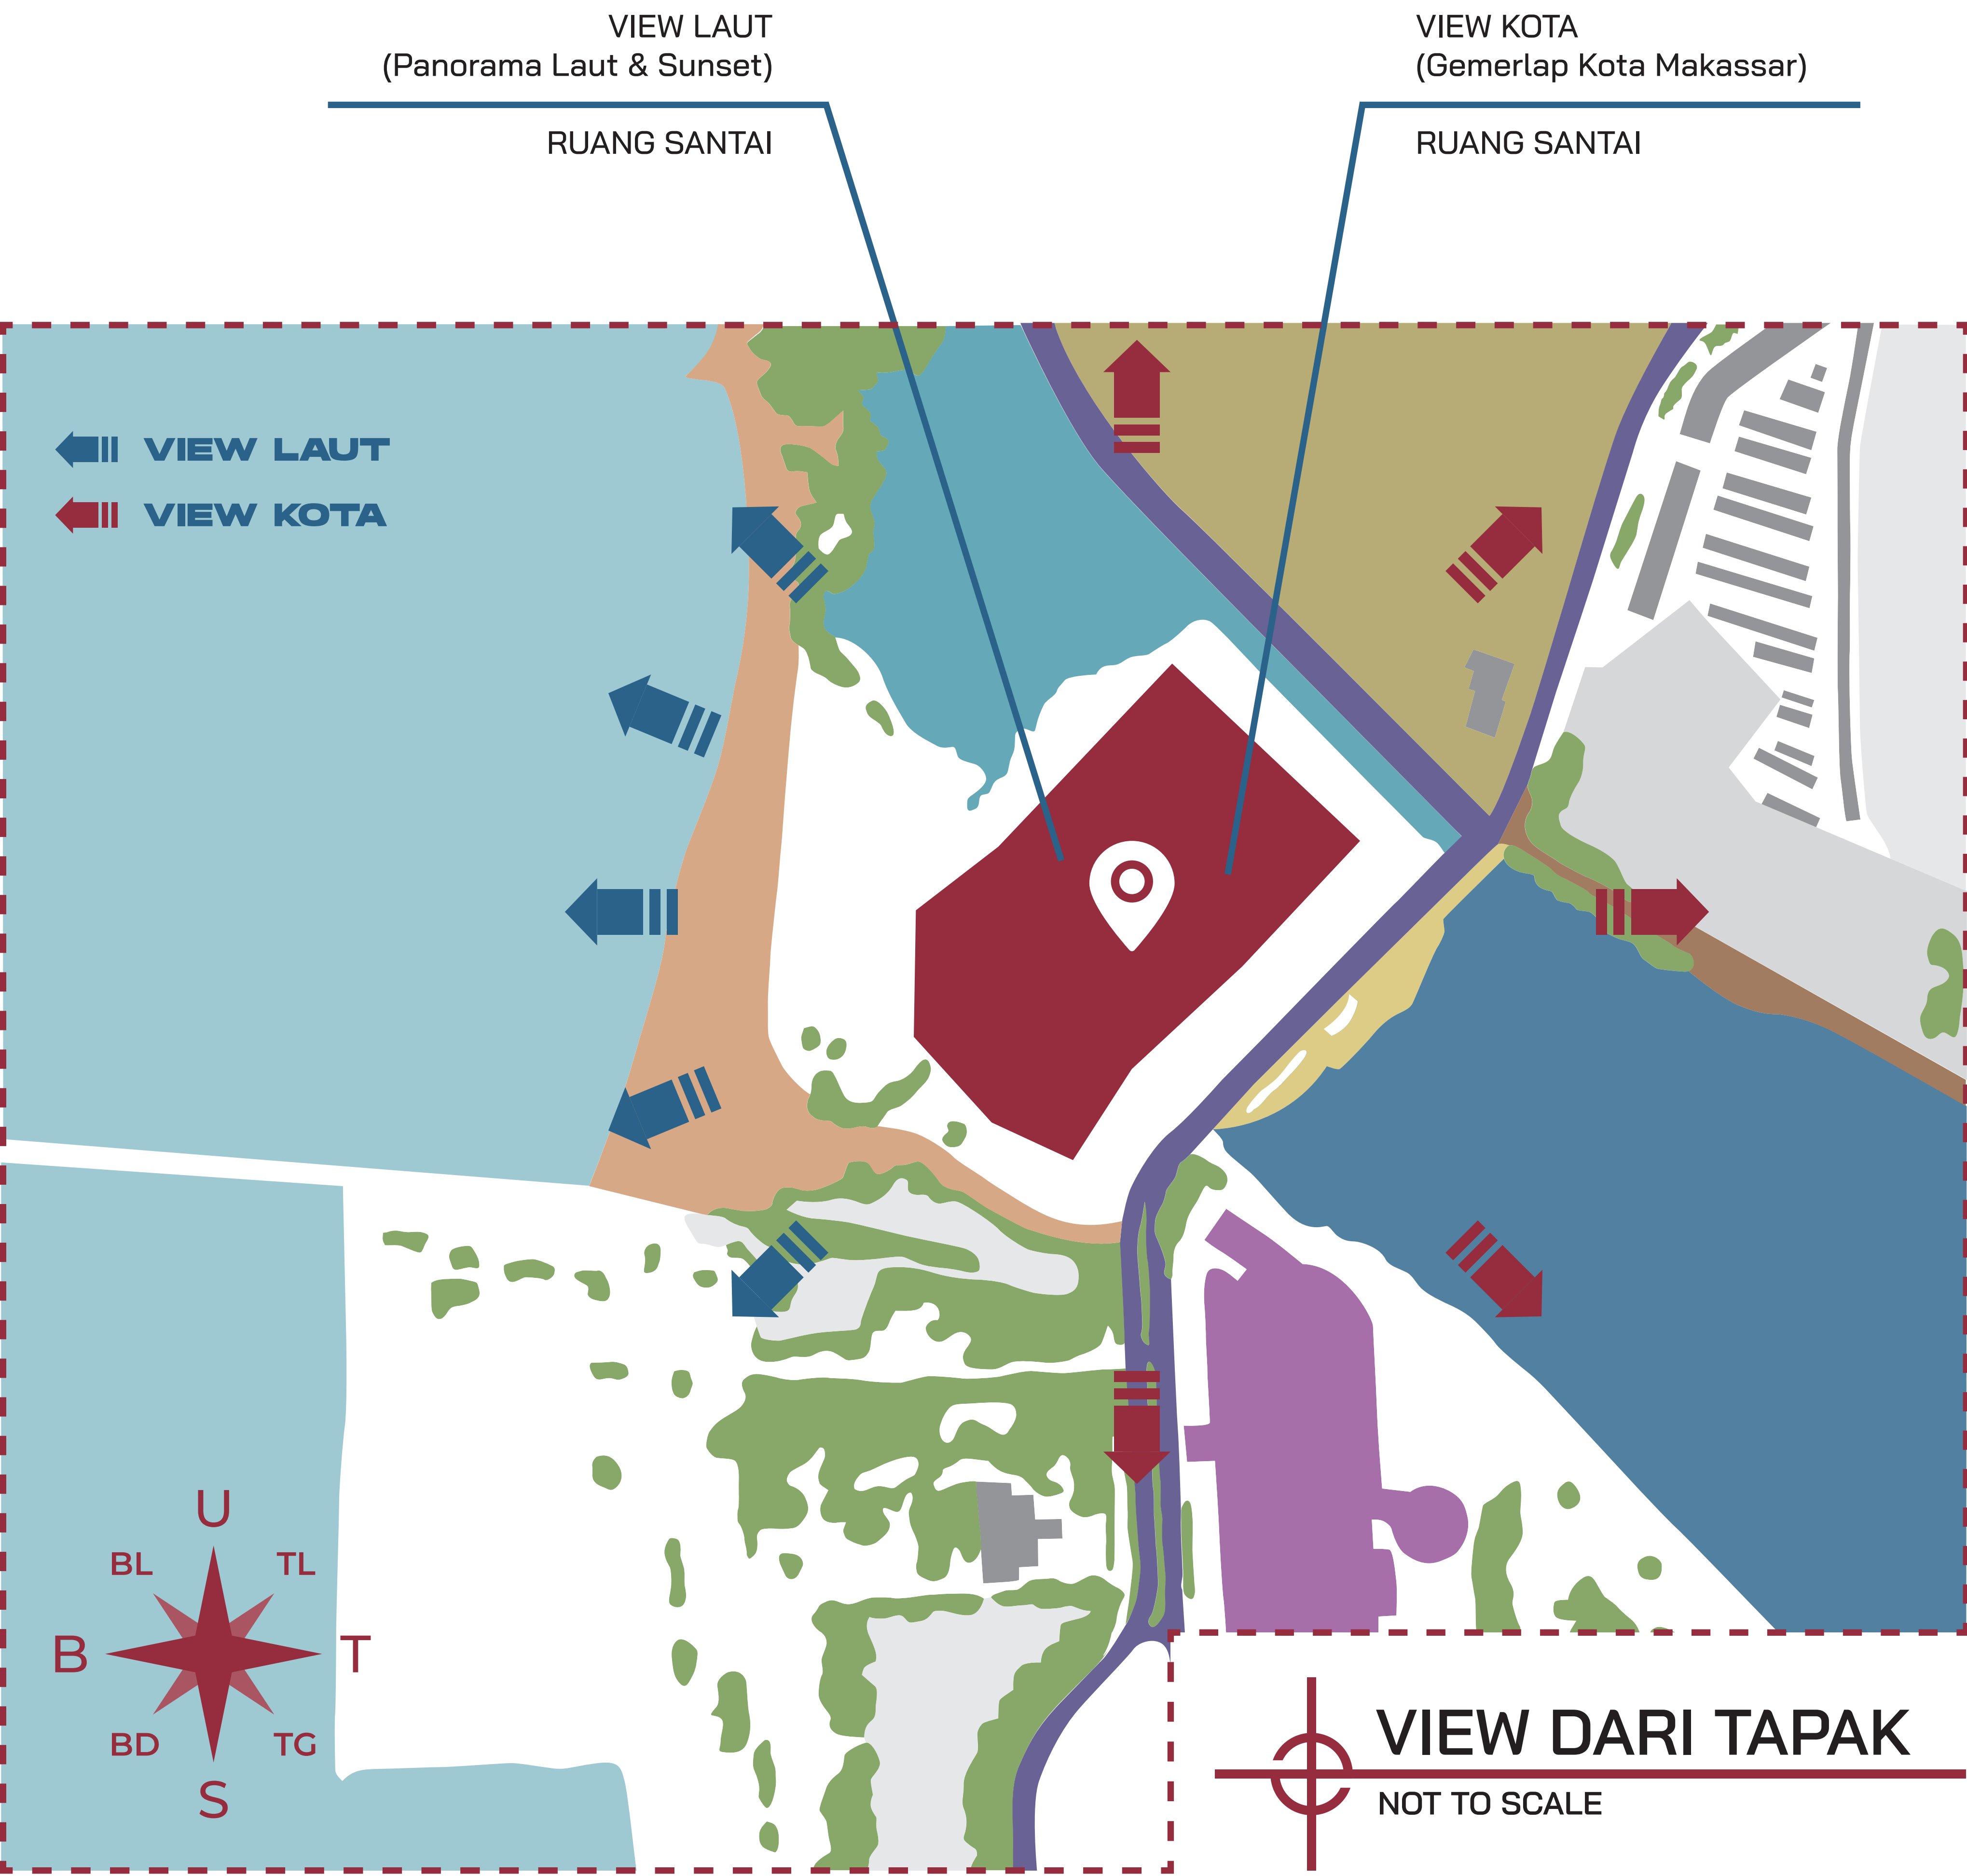 VIEW LAUT
(Panorama Laut & Sunset)
RUANG SANTAI
VIEW KOTA
(Gemerlap Kota Makassar)
RUANG SANTAI
VIEW LAUT
VIEW KOTA
U
BL TL
B T
BD TG
S
VIEW DARI TAPAK
NOT TO SCALE